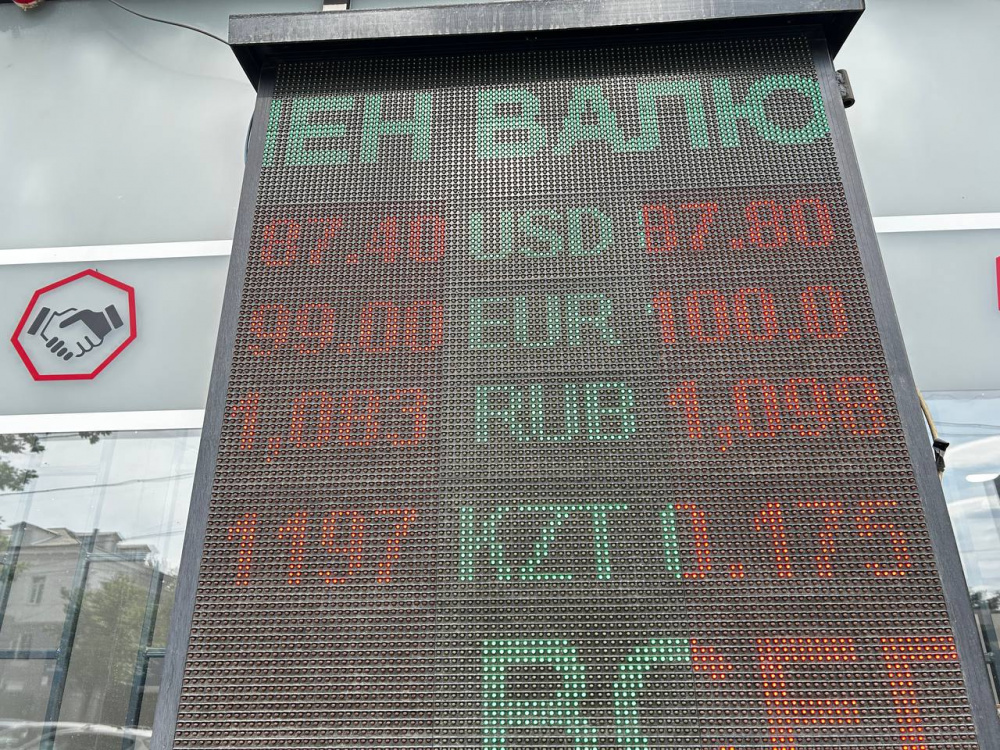 ЕН ВАЛЮ
87.40 USD 87.80
99.00 EUR 100.0
1,083 RUB 1,098
1197 KZT 0.175